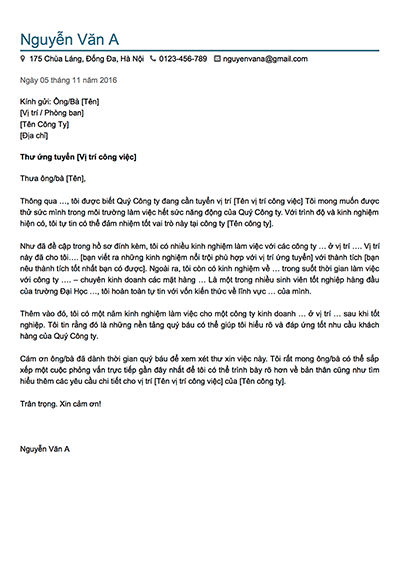 Nguyễn Văn A
175 Chùa Láng, Đống Đa, Hà Nội 0123-456-789 nguyenvana@gmail.com
Ngày 05 tháng 11 năm 2016
Kính gửi: Ông/Bà [Tên]
[Vị trí / Phòng ban]
[Tên Công Ty]
[Địa chỉ]
Thư ứng tuyển [Vị trí công việc]
Thưa ông/bà [Tên],
Thông qua …, tôi được biết Quý Công ty đang cần tuyển vị trí [Tên vị trí công việc] Tôi mong muốn được
thử sức mình trong môi trường làm việc hết sức năng động của Quý Công ty. Với trình độ và kinh nghiệm
hiện có, tôi tự tin có thể đảm nhiệm tốt vai trò này tại công ty [Tên công ty].
Như đã đề cập trong hồ sơ đính kèm, tôi có nhiều kinh nghiệm làm việc với các công ty … ở vị trí …. Vị trí
này đã cho tôi…. [bạn viết ra những kinh nghiệm nổi trội phù hợp với vị trí ứng tuyển] với thành tích [bạn
nêu thành tích tốt nhất bạn có được]. Ngoài ra, tôi còn có kinh nghiệm về … trong suốt thời gian làm việc
với công ty …. – chuyên kinh doanh các mặt hàng … Là một trong nhiều sinh viên tốt nghiệp hàng đầu
của trường Đại Học …, tôi hoàn toàn tự tin với vốn kiến thức về lĩnh vực … của mình.
Thêm vào đó, tôi có một năm kinh nghiệm làm việc cho một công ty kinh doanh … ở vị trí … sau khi tốt
nghiệp. Tôi tin rằng đó là những nền tảng quý báu có thể giúp tôi hiểu rõ và đáp ứng tốt nhu cầu khách
hàng của Quý Công ty.
Cám ơn ông/bà đã dành thời gian quý báu để xem xét thư xin việc này. Tôi rất mong ông/bà có thể sắp
xếp một cuộc phỏng vấn trực tiếp gần đây nhất để tôi có thể trình bày rõ hơn về bản thân cũng như tìm
hiểu thêm các yêu cầu chi tiết cho vị trí [Tên vị trí công việc] của [Tên công ty].
Trân trọng. Xin cảm ơn!
Nguyễn Văn A